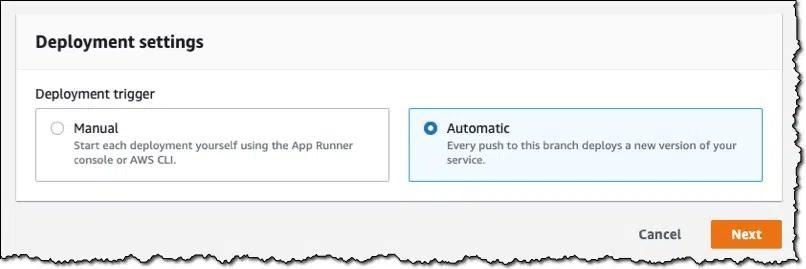 Deployment settings
Deployment trigger
Manual
Start each deployment yourself using the App Runner
console or AWS CLI.
Automatic
Every push to this branch deploys a new version of your
service.
Cancel
Next